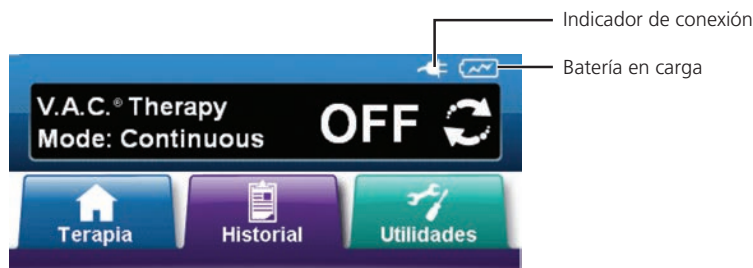 Indicador de conexión
Batería en carga
V.A.C.® Therapy
Mode: Continuous
OFF
Terapia
Historial
Utilidades